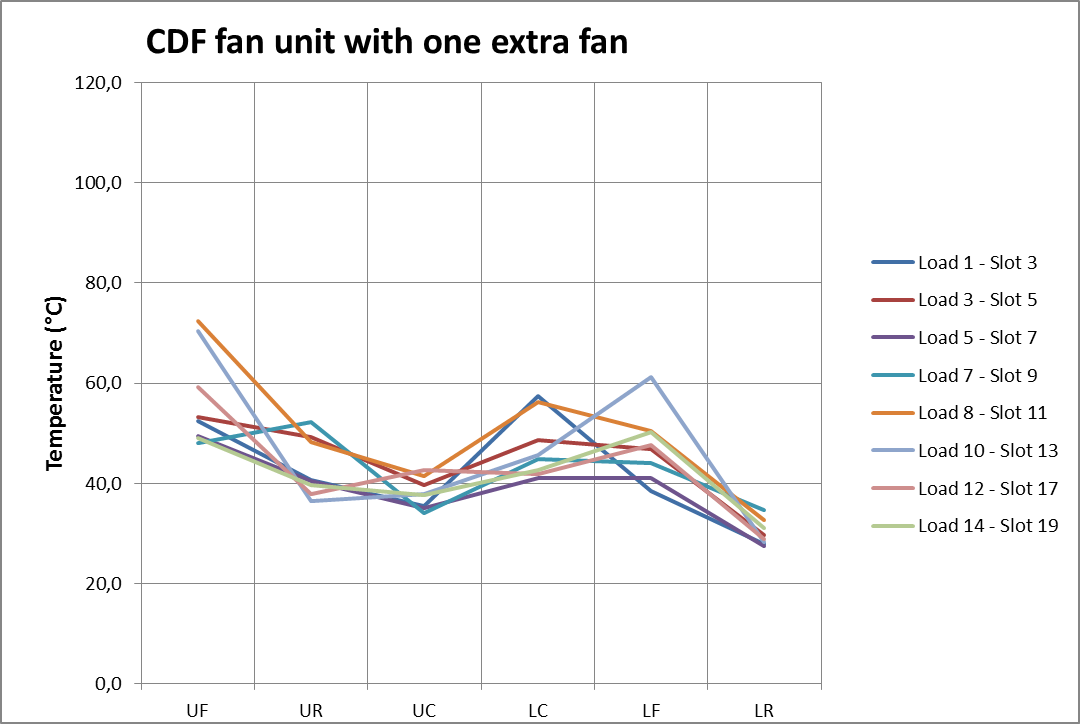 CDF fan unit with one extra fan
120,0
100,0
80,0
60,0
40,0
20,0
0,0
Temperature (°C)
UF
UR
UC
LC
LF
LR
Load 1 - Slot 3
Load 3 - Slot 5
Load 5 - Slot 7
Load 7 - Slot 9
Load 8 - Slot 11
Load 10 - Slot 13
Load 12 - Slot 17
Load 14 - Slot 19